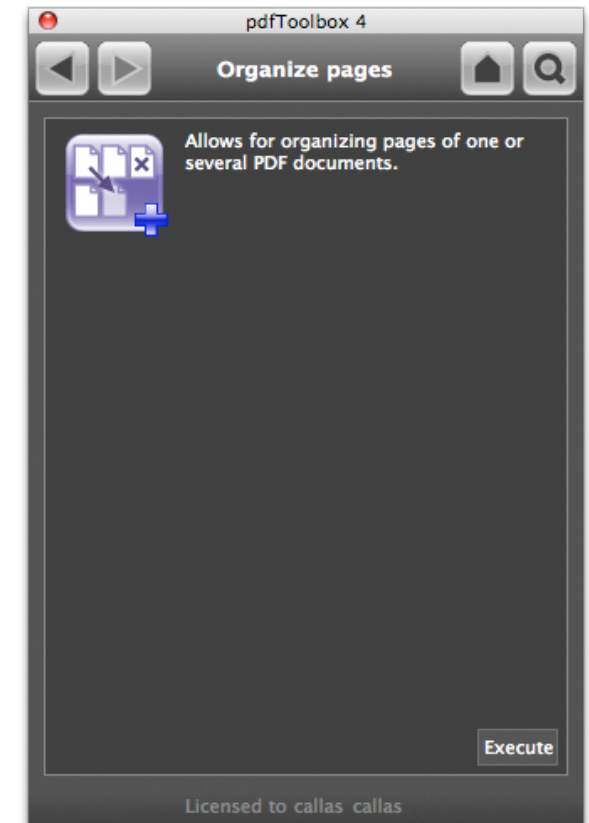 pdfToolbox 4
Organize pages
Allows for organizing pages of one or
several PDF documents.
Execute
Licensed to callas callas